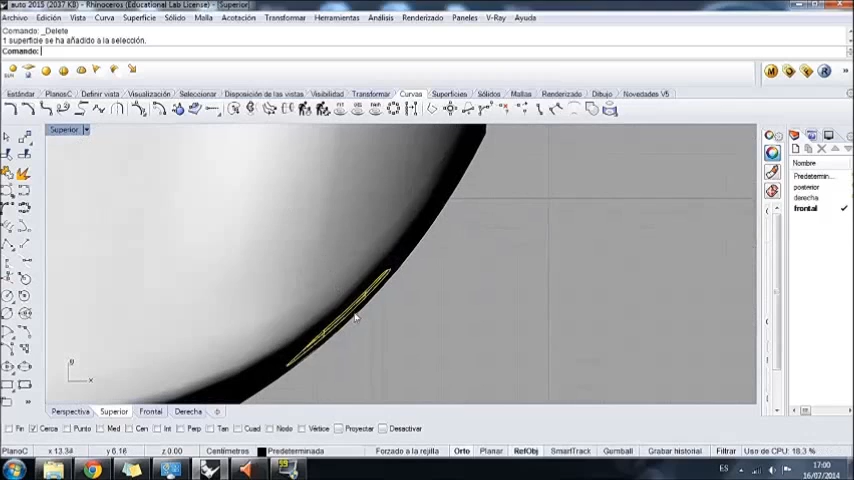 auto 2015 (2037 KB) - Rhinoceros (Educational Lab License) - [Superior]
Archivo Edición Vista Curva Superficie Sólido Malla Acotación Transformar Herramientas Análisis Renderizado Paneles V-Ray Ayuda
Comando: _Delete
1 superficie se ha añadido a la selección.
Comando:
Estándar PlanosC Definir vista Visualización Seleccionar Disposición de las vistas Visibilidad Transformar Curvas Superficies Sólidos Mallas Renderizado Dibujo Novedades V5
Superior
Nombre
Predetermin...
posterior
derecha
frontal
x
Perspectiva Superior Frontal Derecha
Fin Cerca Punto Med Cen Int Perp Tan Cuad Nodo Vértice Proyectar Desactivar
PlanoC x 13.34 y 6.16 z 0.00 Centímetros Predeterminada Forzado a la rejilla Orto Planar RefObj SmartTrack Gumball Grabar historial Filtrar Uso de CPU: 18.3 %
ES 17:00
16/07/2014